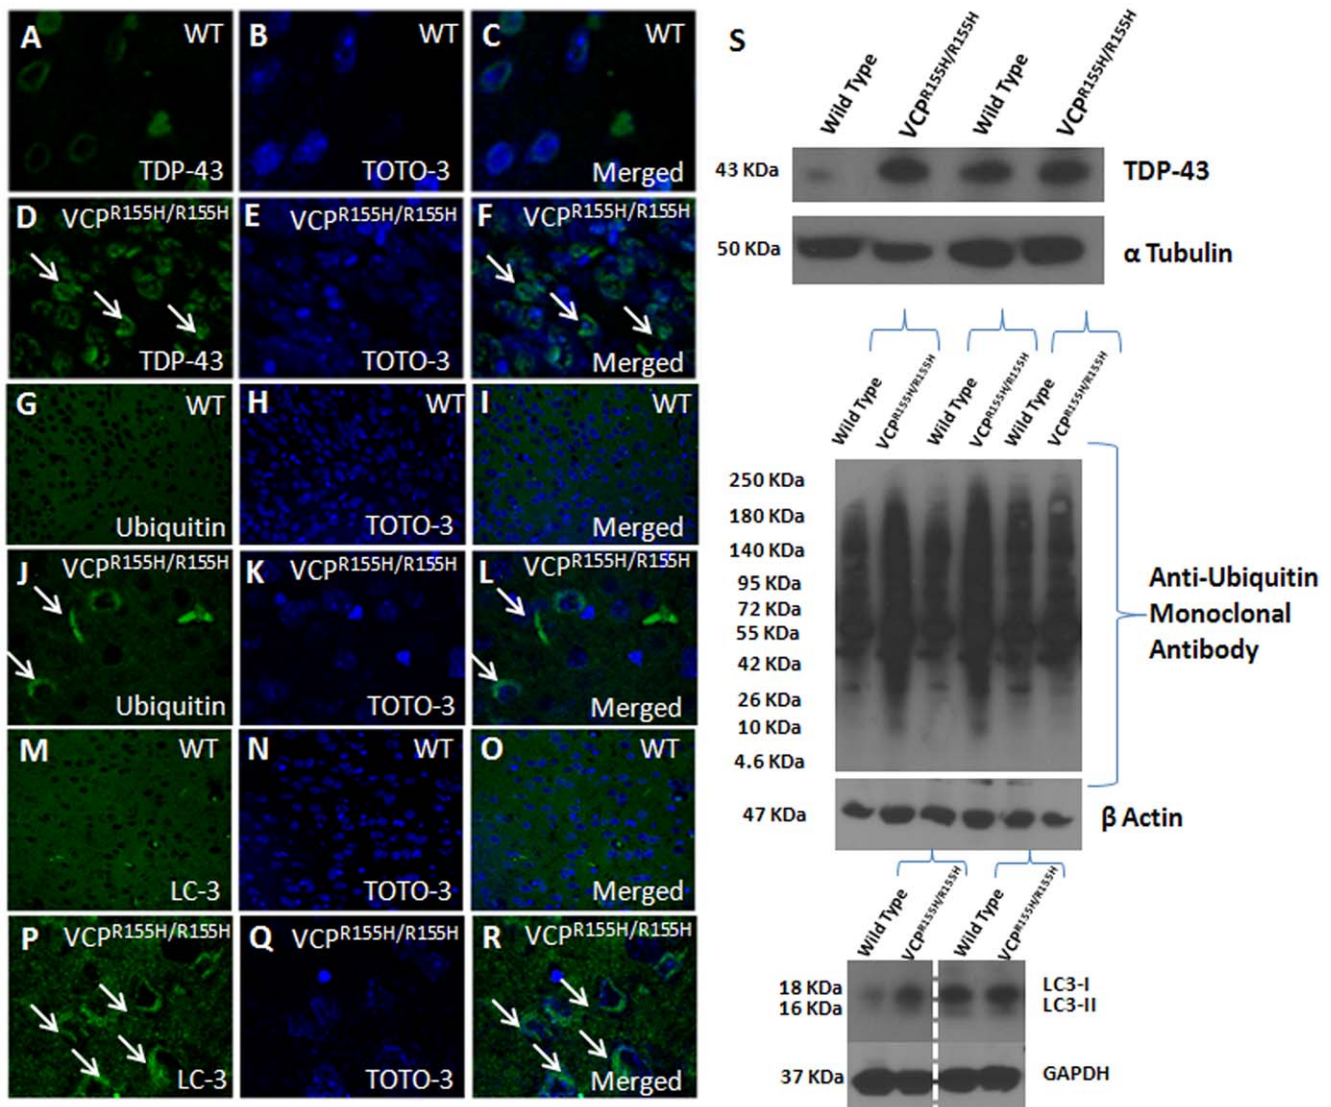 A WT
TDP-43
B WT
TOTO-3
C WT
Merged
D VCPR155H/R155H
TDP-43
E VCPR155H/R155H
TOTO-3
F VCPR155H/R155H
Merged
G WT
Ubiquitin
H WT
TOTO-3
I WT
Merged
J VCPR155H/R155H
Ubiquitin
K VCPR155H/R155H
TOTO-3
L VCPR155H/R155H
Merged
M WT
LC-3
N WT
TOTO-3
O WT
Merged
P VCPR155H/R155H
LC-3
Q VCPR155H/R155H
TOTO-3
R VCPR155H/R155H
Merged
S
Wild Type
VCPR155H/R155H
Wild Type
VCPR155H/R155H
43 KDa
TDP-43
50 KDa
α Tubulin
Wild Type
VCPR155H/R155H
Wild Type
VCPR155H/R155H
Wild Type
VCPR155H/R155H
250 KDa
180 KDa
140 KDa
95 KDa
72 KDa
55 KDa
42 KDa
26 KDa
10 KDa
4.6 KDa
Anti-Ubiquitin
Monoclonal
Antibody
47 KDa
β Actin
Wild Type
VCPR155H/R155H
Wild Type
VCPR155H/R155H
18 KDa
16 KDa
LC3-I
LC3-II
37 KDa
GAPDH